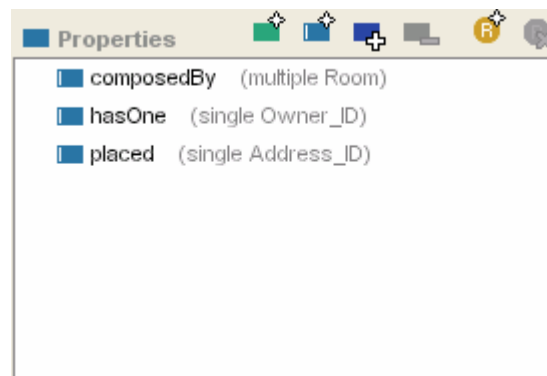 Properties
R
composedBy (multiple Room)
hasOne (single Owner_ID)
placed (single Address_ID)